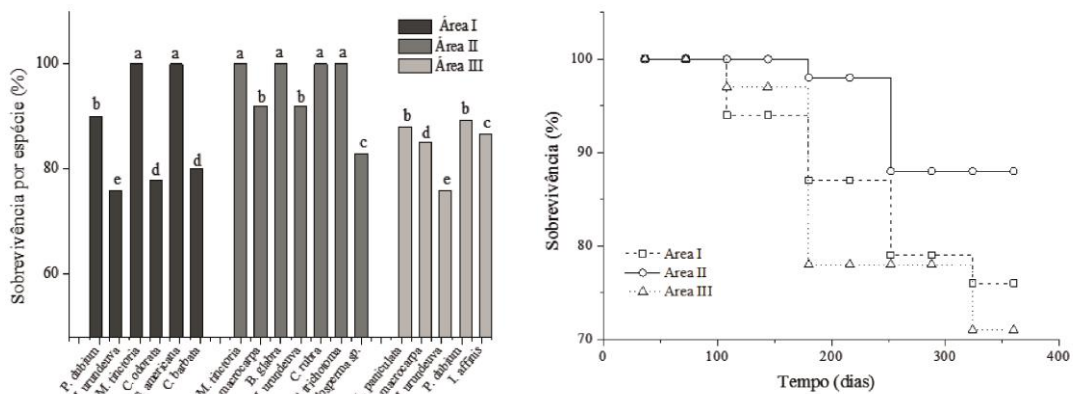 Sobrevivência por espécie (%)
100
80
60
b
e
a
d
a
d
a
b
a
b
a
a
c
b
d
e
b
c
Área I
Área II
Área III
P. dubium
urundeuva
M. tinctoria
C. odorata
americana
C. barbata
M. tinctoria
macrocarpa
B. glabra
urundeuva
C. rubra
trichotoma
sp.
paniculata
macrocarpa
urundeuva
P. dubium
I. affinis
Sobrevivência (%)
100
90
80
70
Area I
Area II
Area III
0
100
200
300
400
Tempo (dias)